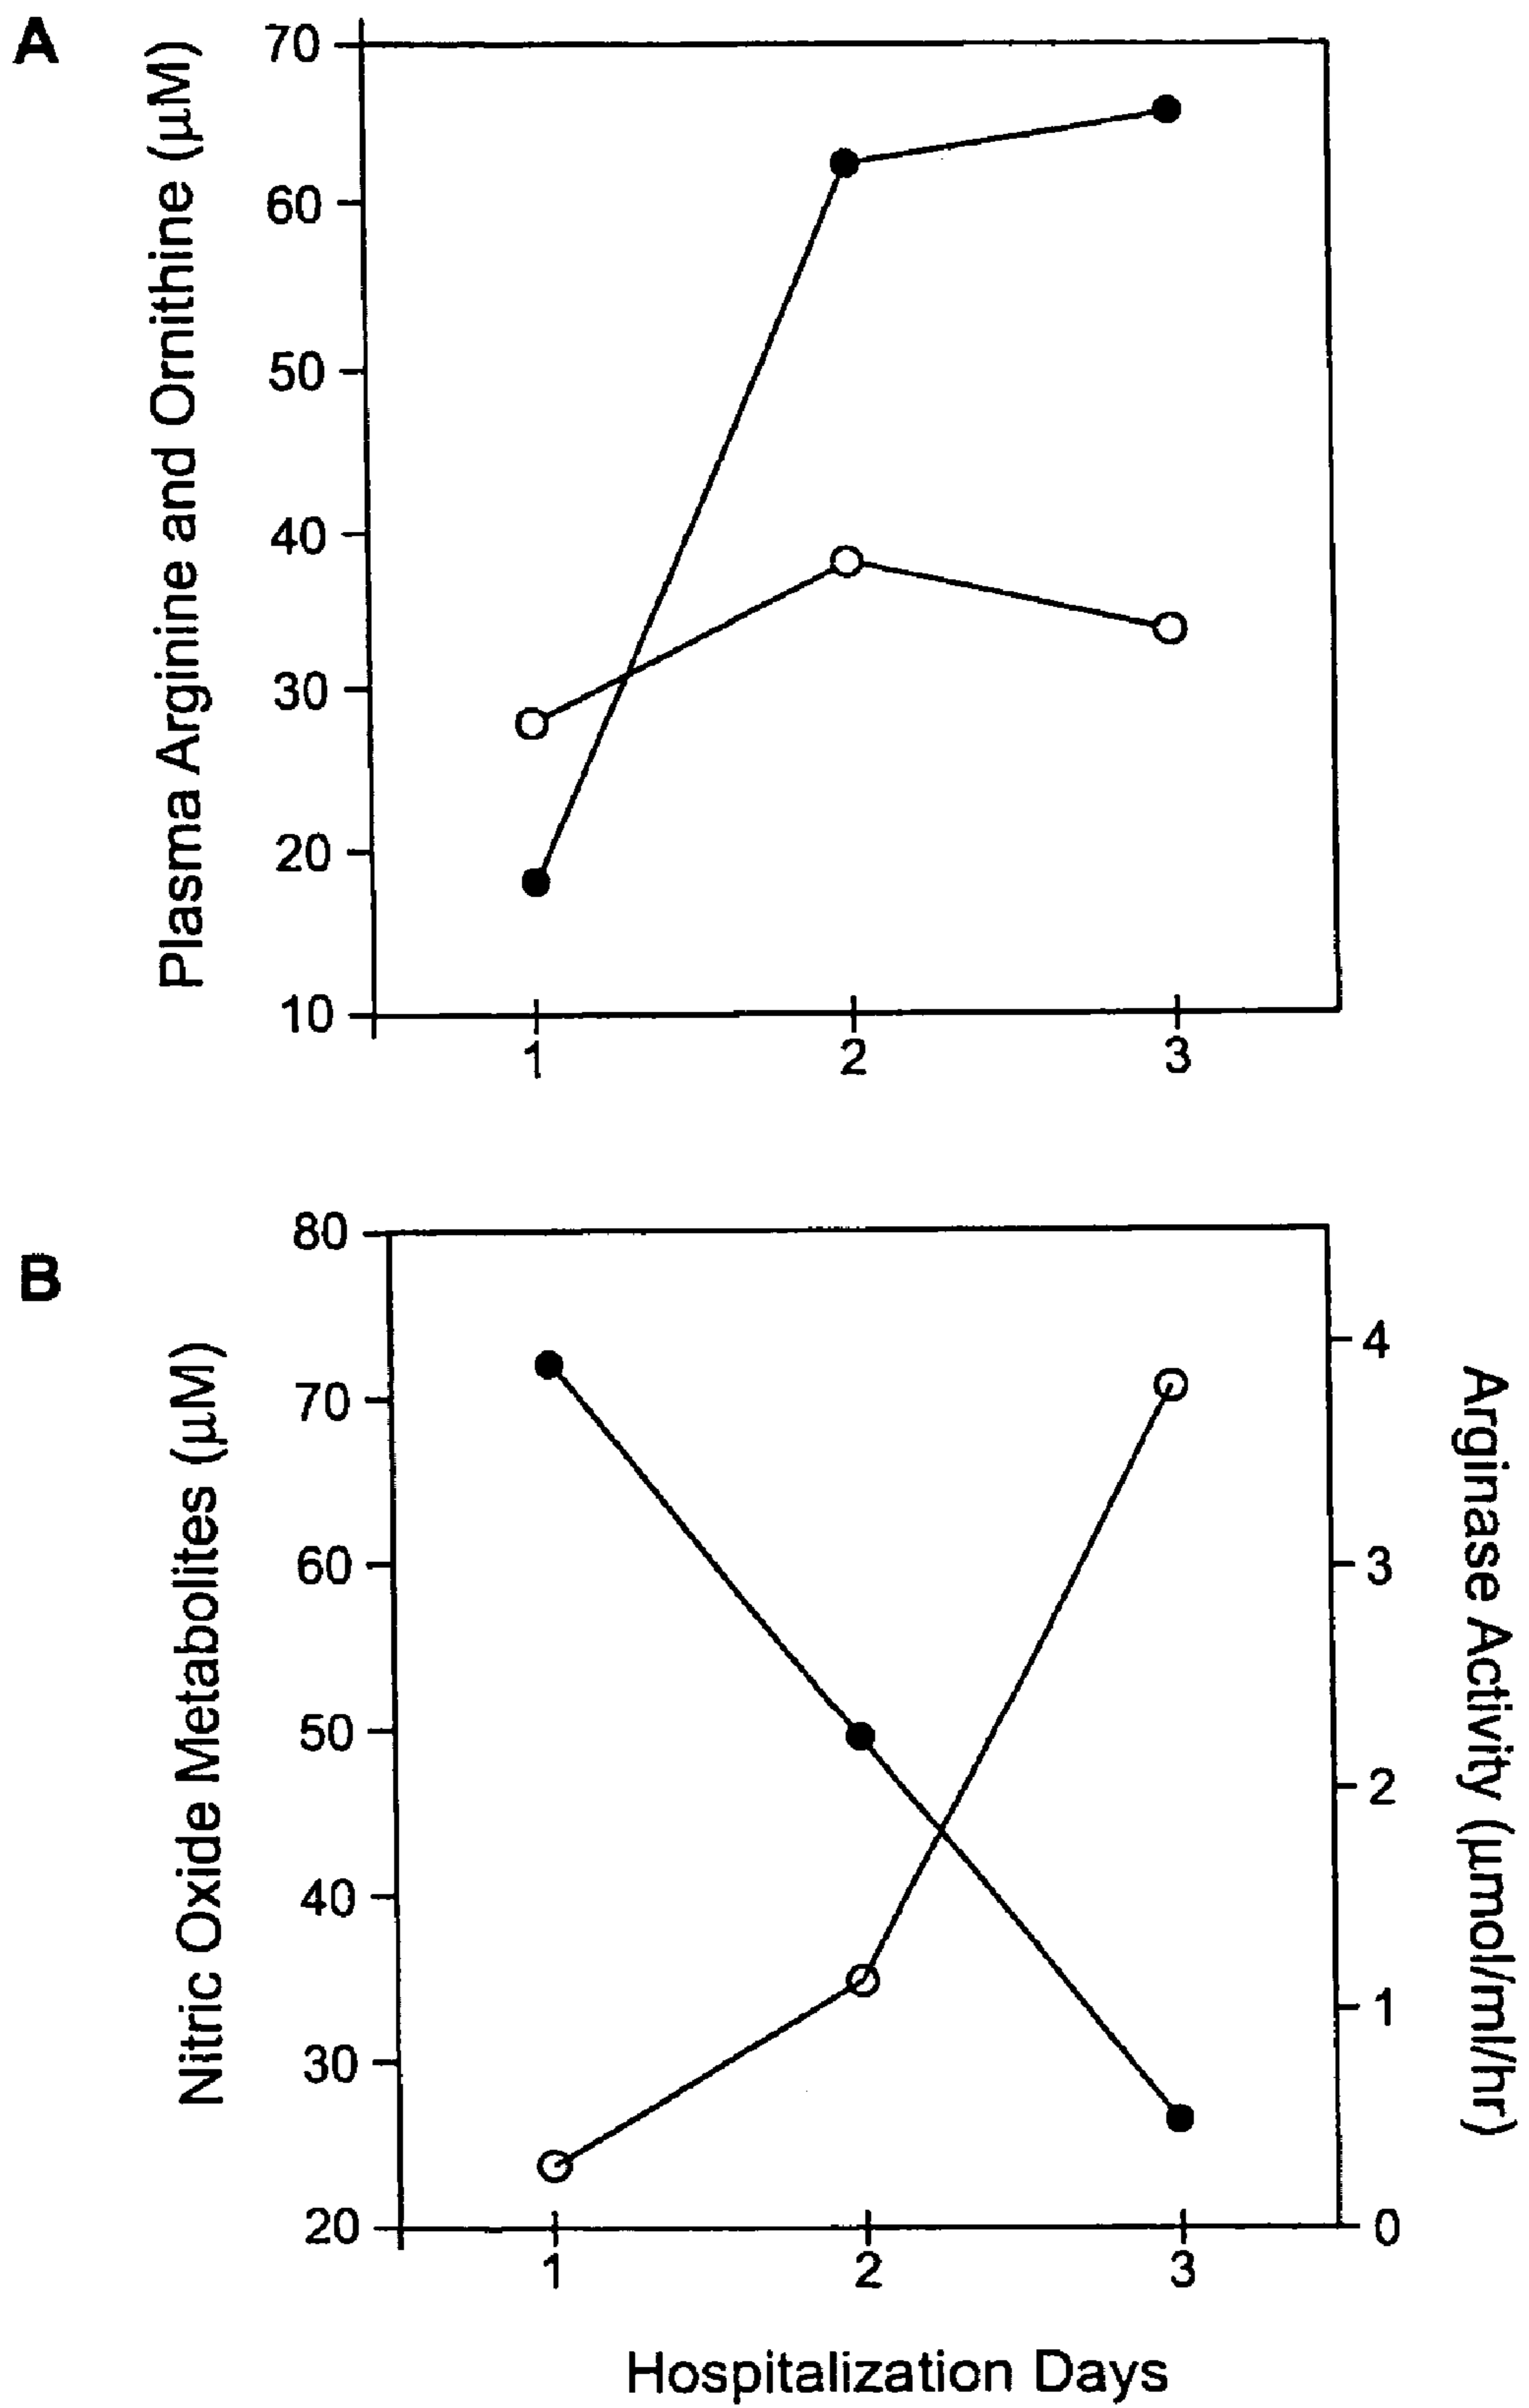 A
Plasma Arginine and Ornithine (µM)
70
60
50
40
30
20
10
1 2 3
B
Nitric Oxide Metabolites (µM)
80
70
60
50
40
30
20
4
3
2
1
0
Arginase Activity (µmol/ml/hr)
1 2 3
Hospitalization Days